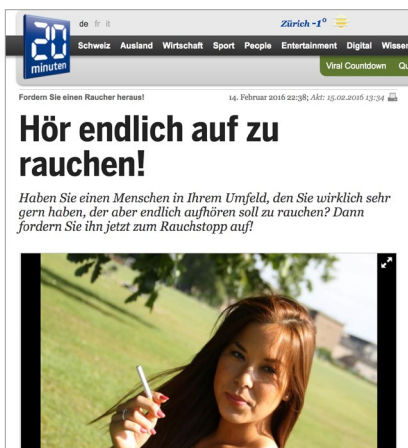 20
minuten
de fr it
Zürich -1°
Schweiz Ausland Wirtschaft Sport People Entertainment Digital Wissen
Viral Countdown Qu
Fordern Sie einen Raucher heraus!
14. Februar 2016 22:38; Akt: 15.02.2016 13:34
Hör endlich auf zu
rauchen!
Haben Sie einen Menschen in Ihrem Umfeld, den Sie wirklich sehr
gern haben, der aber endlich aufhören soll zu rauchen? Dann
fordern Sie ihn jetzt zum Rauchstopp auf!